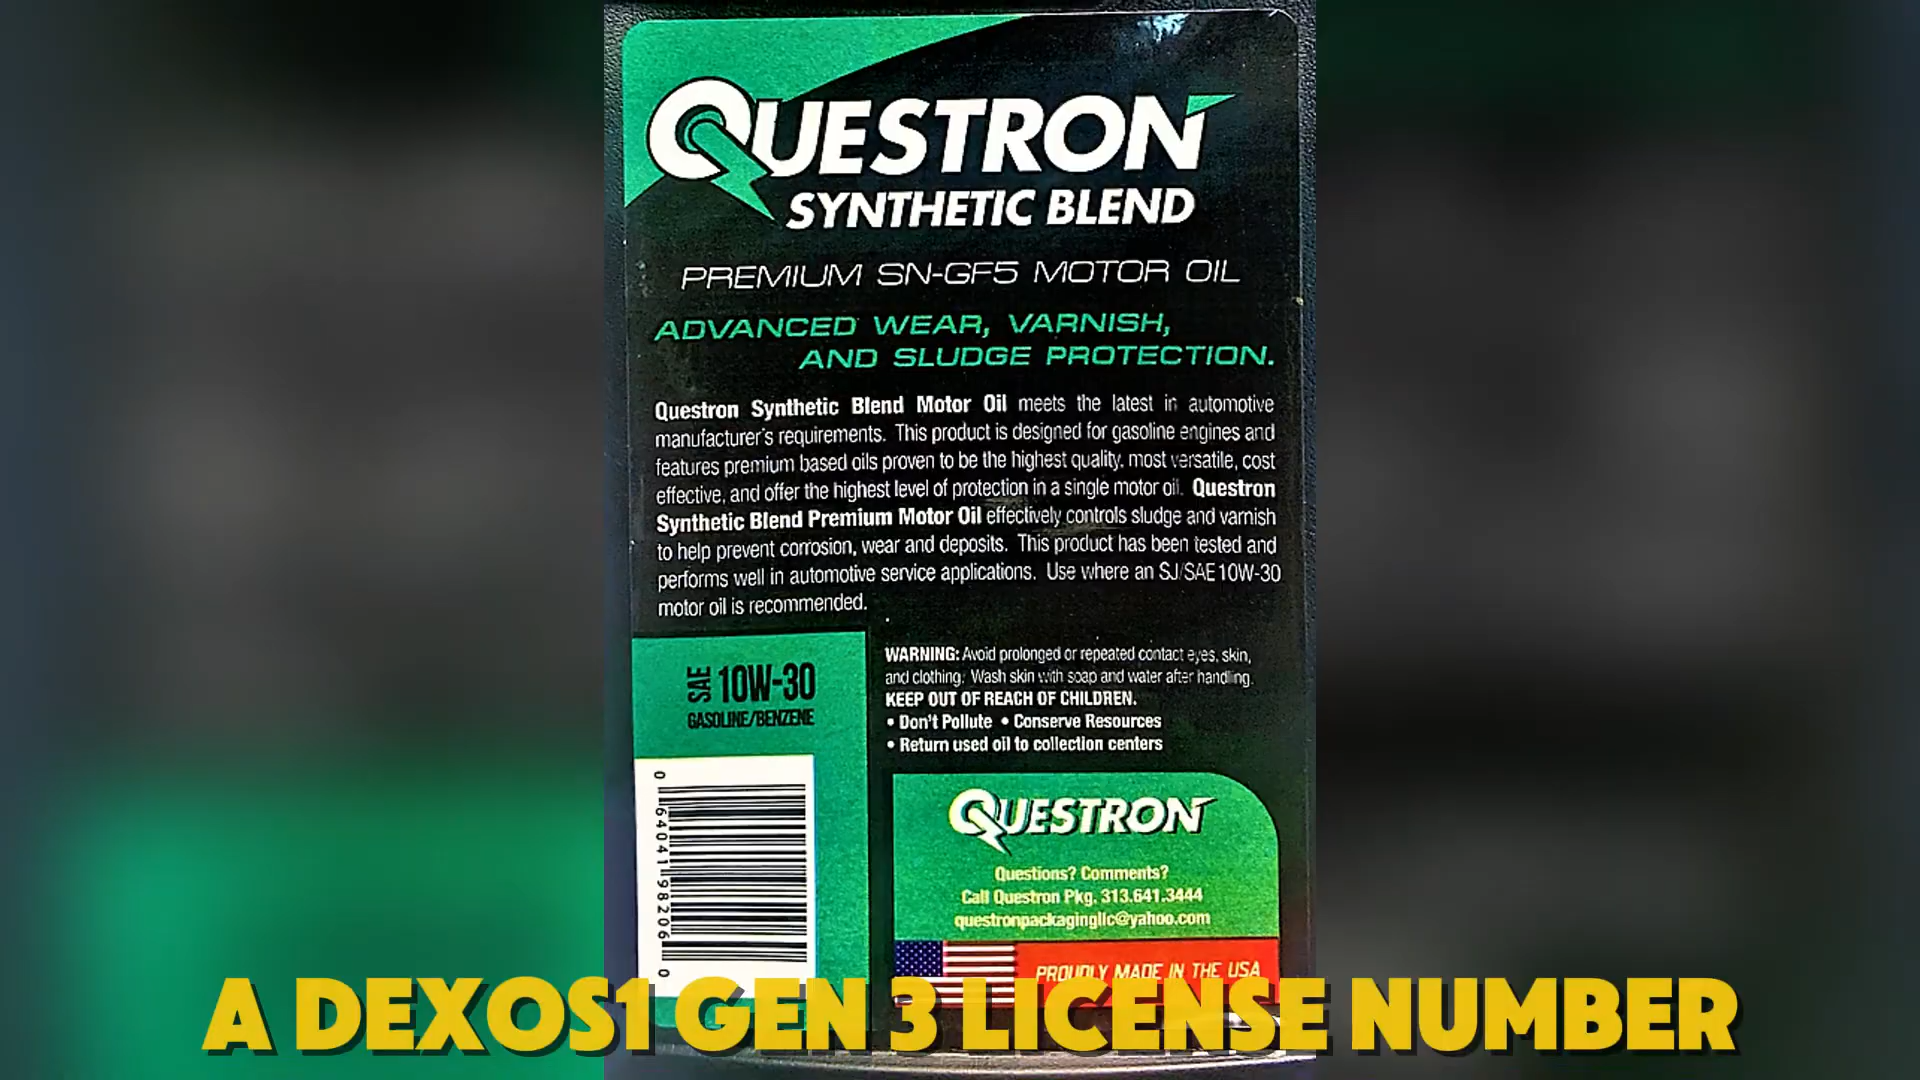 QUESTRON
SYNTHETIC BLEND
PREMIUM SN-GF5 MOTOR OIL
ADVANCED WEAR, VARNISH,
AND SLUDGE PROTECTION.
Questron Synthetic Blend Motor Oil meets the latest in automotive
manufacturer's requirements. This product is designed for gasoline engines and
features premium based oils proven to be the highest quality, most versatile, cost
effective, and offer the highest level of protection in a single motor oil. Questron
Synthetic Blend Premium Motor Oil effectively controls sludge and varnish
to help prevent corrosion, wear and deposits. This product has been tested and
performs well in automotive service applications. Use where an SJ/SAE 10W-30
motor oil is recommended.
SAE 10W-30
GASOLINE/BENZENE
0 64041 98206 0
WARNING: Avoid prolonged or repeated contact eyes, skin,
and clothing. Wash skin with soap and water after handling.
KEEP OUT OF REACH OF CHILDREN.
• Don't Pollute • Conserve Resources
• Return used oil to collection centers
QUESTRON
Questions? Comments?
Call Questron Pkg. 313.641.3444
questronpackagingllc@yahoo.com
PROUDLY MADE IN THE USA
A DEXOS1 GEN 3 LICENSE NUMBER